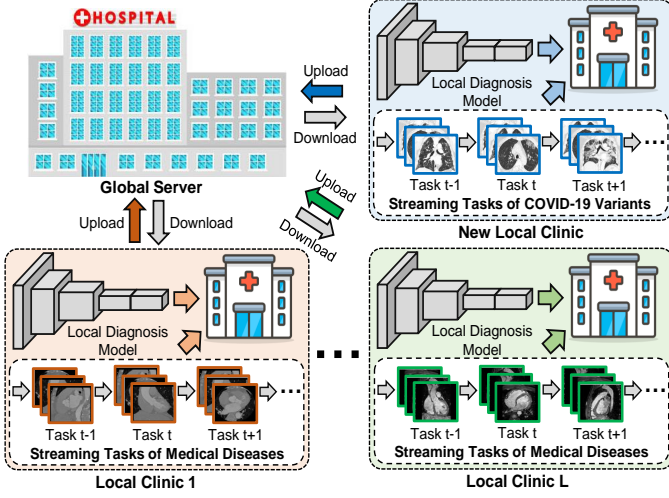 HOSPITAL
Global Server
Upload
Download
Upload
Download
Upload
Download
Local Diagnosis
Model
Task t-1
Task t
Task t+1
...
Streaming Tasks of COVID-19 Variants
New Local Clinic
Local Diagnosis
Model
Task t-1
Task t
Task t+1
...
Streaming Tasks of Medical Diseases
Local Clinic 1
...
Local Diagnosis
Model
Task t-1
Task t
Task t+1
...
Streaming Tasks of Medical Diseases
Local Clinic L